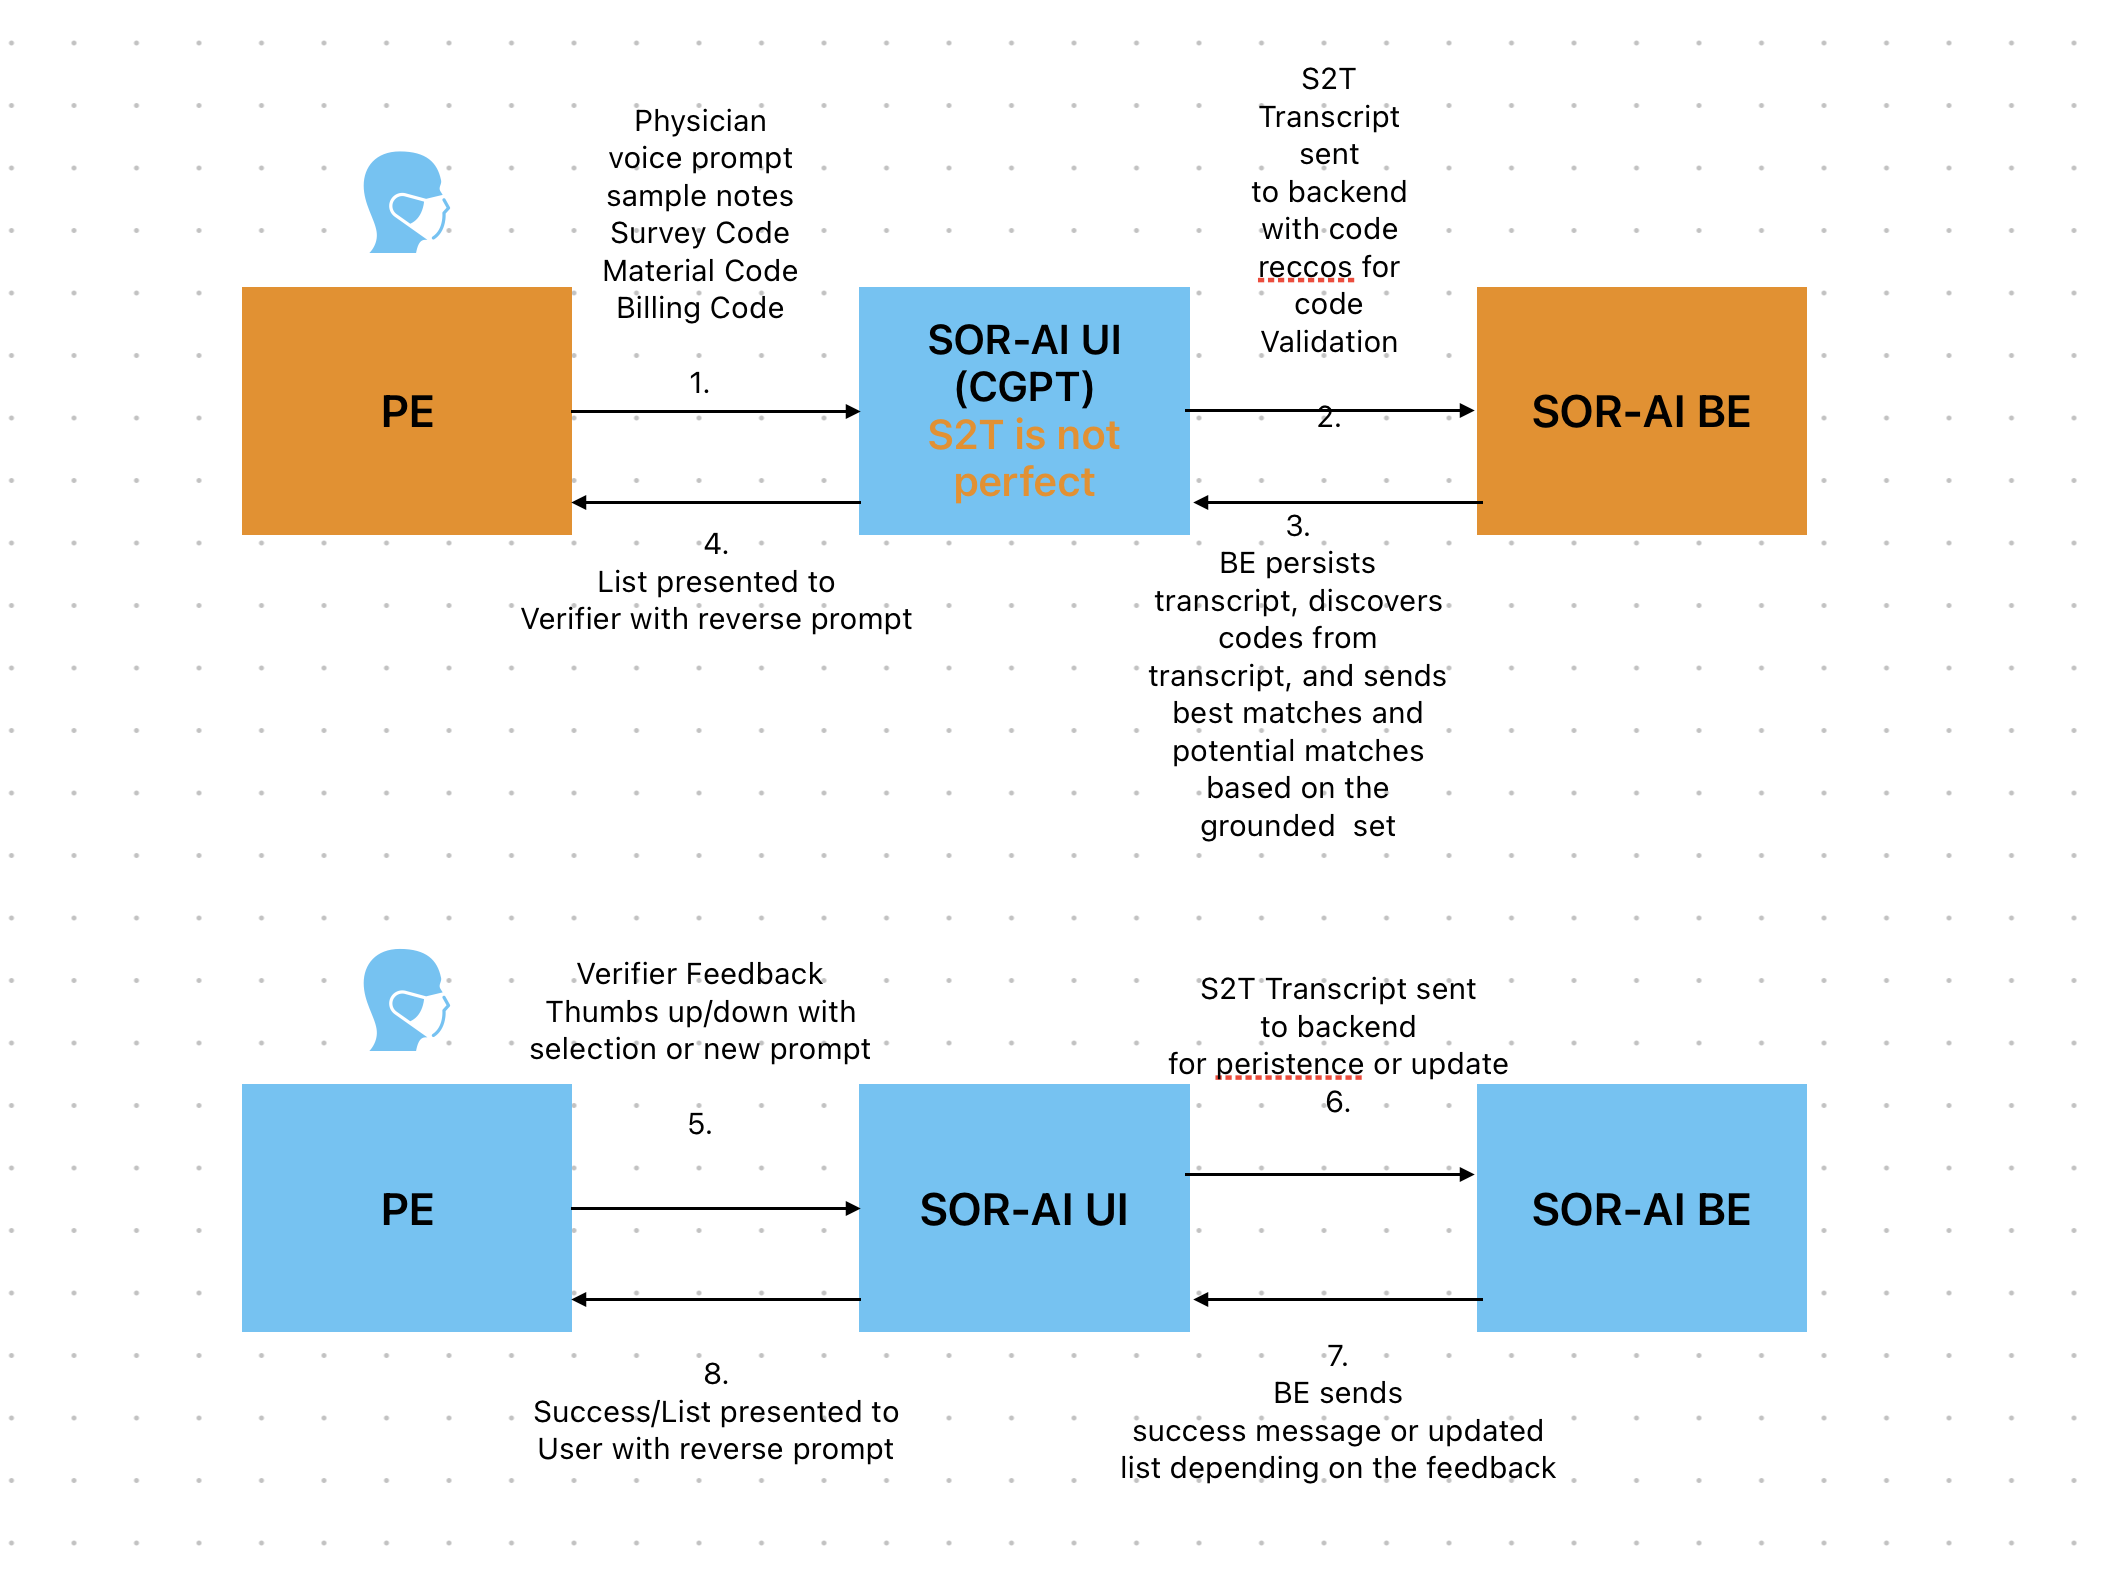 Physician
voice prompt
sample notes
Survey Code
Material Code
Billing Code
1.
S2T
Transcript
sent
to backend
with code
reccos for
code
Validation
2.
PE
SOR-AI UI
(CGPT)
S2T is not
perfect
SOR-AI BE
4.
List presented to
Verifier with reverse prompt
3.
BE persists
transcript, discovers
codes from
transcript, and sends
best matches and
potential matches
based on the
grounded  set
Verifier Feedback
Thumbs up/down with
selection or new prompt
5.
S2T Transcript sent
to backend
for peristence or update
6.
PE
SOR-AI UI
SOR-AI BE
8.
Success/List presented to
User with reverse prompt
7.
BE sends
success message or updated
list depending on the feedback